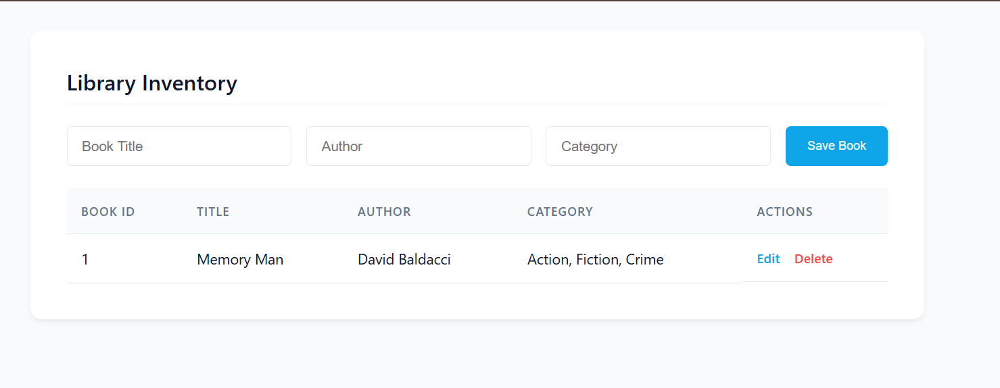 Library Inventory
Book Title Author Category Save Book
BOOK ID TITLE AUTHOR CATEGORY ACTIONS
1 Memory Man David Baldacci Action, Fiction, Crime Edit Delete